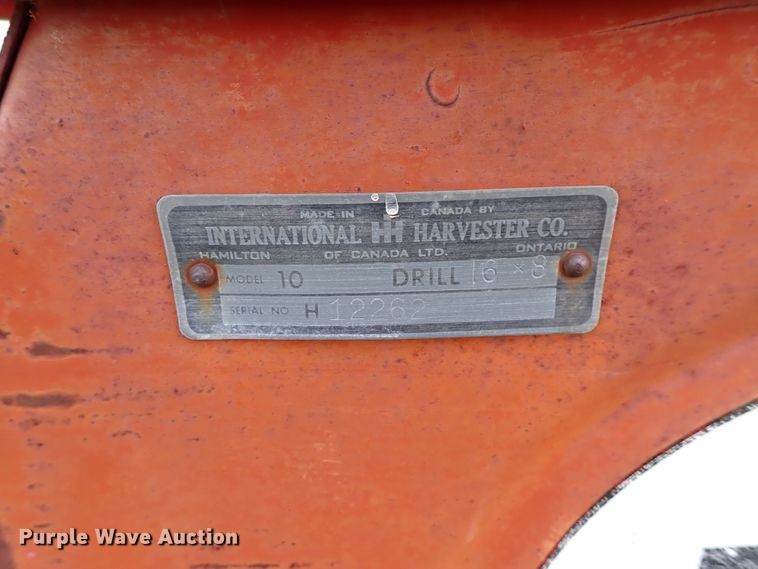 MADE IN CANADA BY
INTERNATIONAL IH HARVESTER CO.
HAMILTON OF CANADA LTD. ONTARIO
MODEL 10 DRILL 16 × 8
SERIAL NO H 12262
Purple Wave Auction